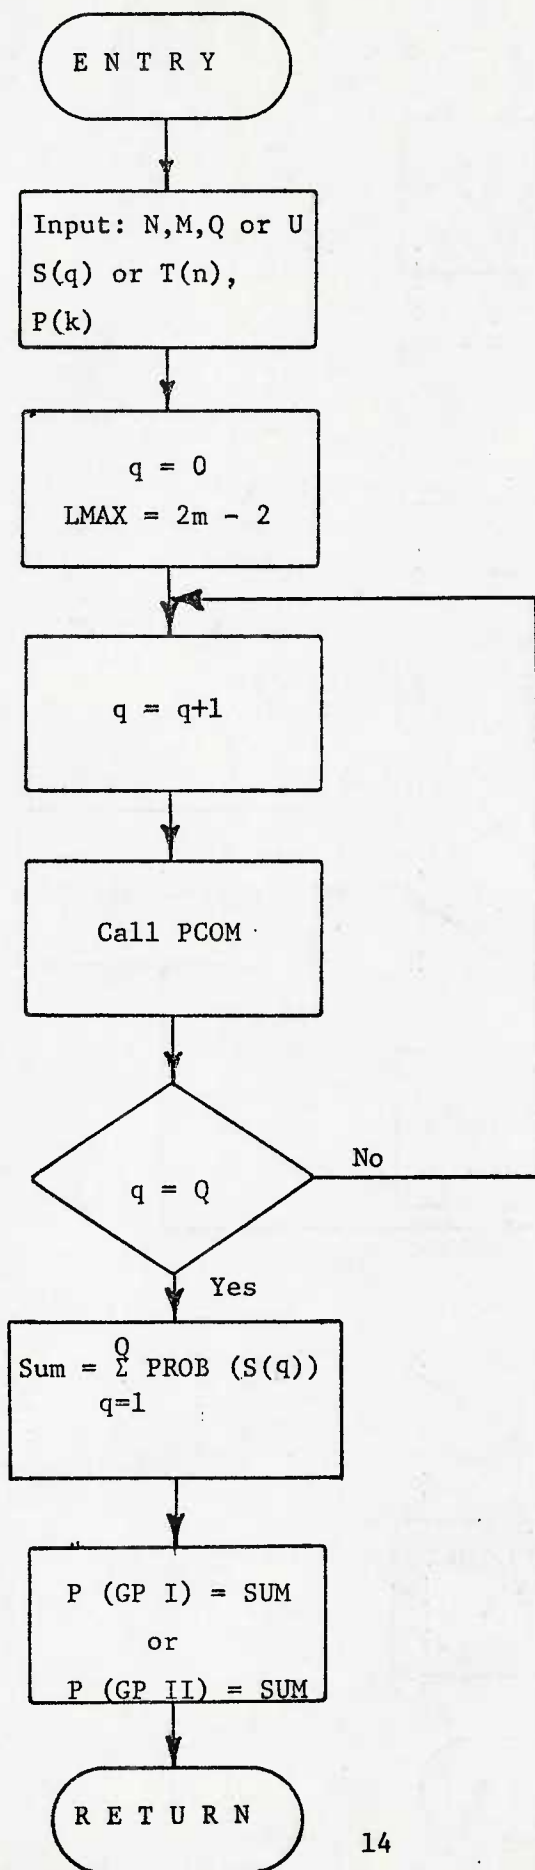 E N T R Y
Input: N,M,Q or U
S(q) or T(n),
P(k)
q = 0
LMAX = 2m - 2
q = q+1
Call PCOM
q = Q
No
Yes
Q
Sum = Σ PROB (S(q))
q=1
P (GP I) = SUM
or
P (GP II) = SUM
R E T U R N
14